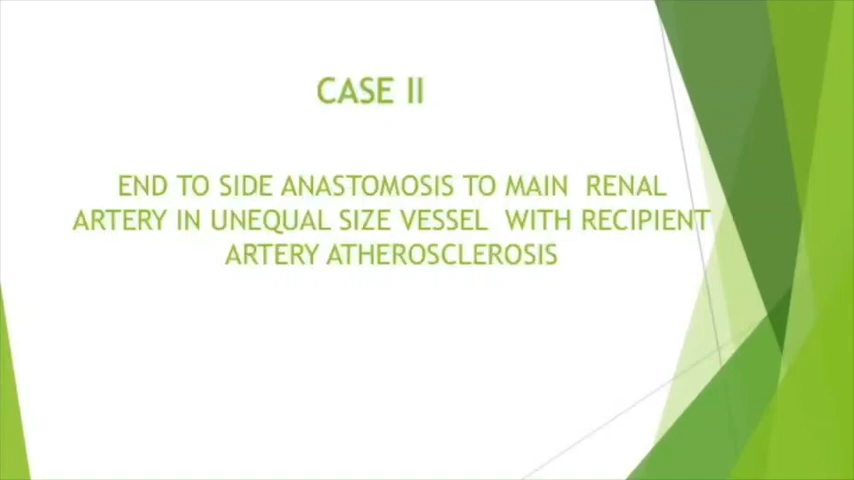 CASE II
END TO SIDE ANASTOMOSIS TO MAIN RENAL
ARTERY IN UNEQUAL SIZE VESSEL WITH RECIPIENT
ARTERY ATHEROSCLEROSIS